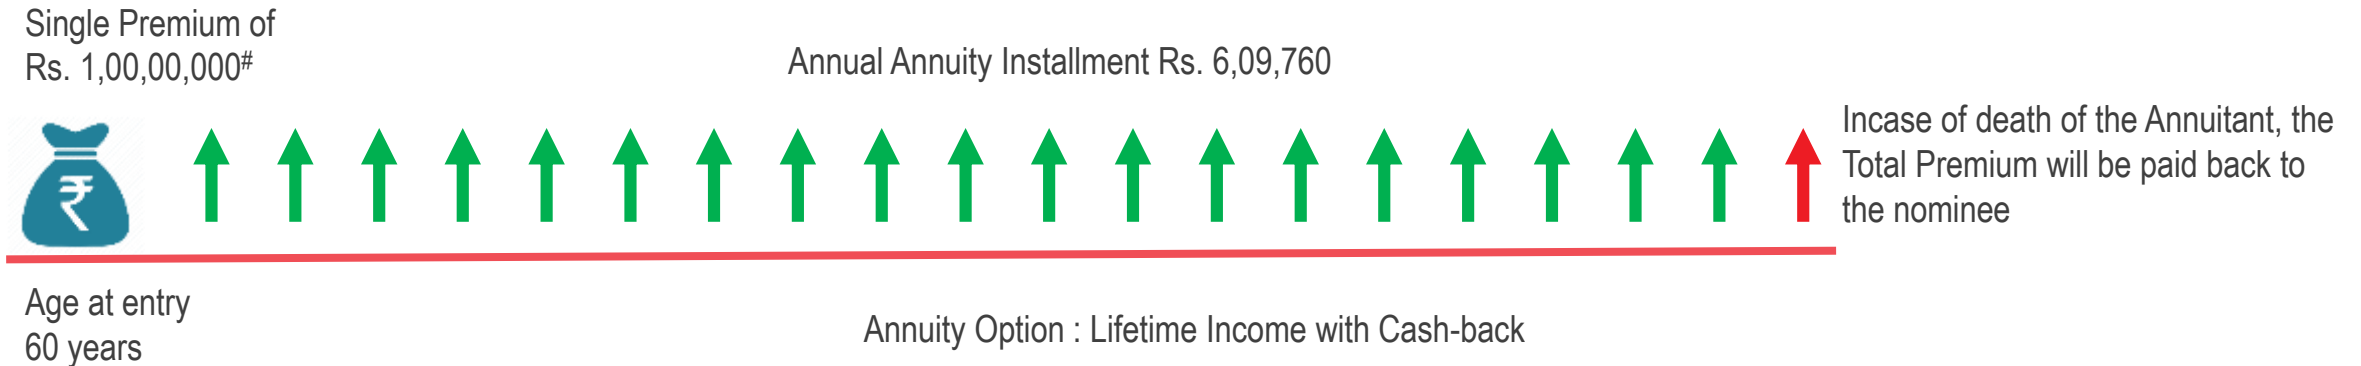 Single Premium of
Rs. 1,00,00,000#
Annual Annuity Installment Rs. 6,09,760
₹
Incase of death of the Annuitant, the
Total Premium will be paid back to
the nominee
Age at entry
60 years
Annuity Option : Lifetime Income with Cash-back